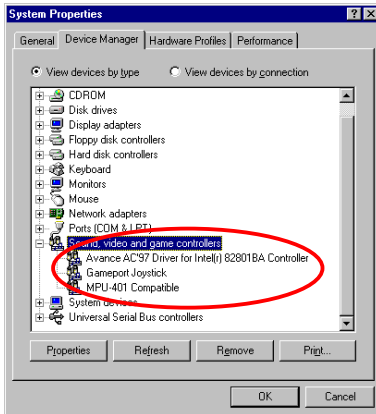 System Properties
General Device Manager Hardware Profiles Performance
View devices by type View devices by connection
CDROM
Disk drives
Display adapters
Floppy disk controllers
Hard disk controllers
Keyboard
Monitors
Mouse
Network adapters
Ports (COM & LPT)
Sound, video and game controllers
Avance AC'97 Driver for Intel(r) 82801BA Controller
Gameport Joystick
MPU-401 Compatible
System devices
Universal Serial Bus controllers
Properties Refresh Remove Print...
OK Cancel